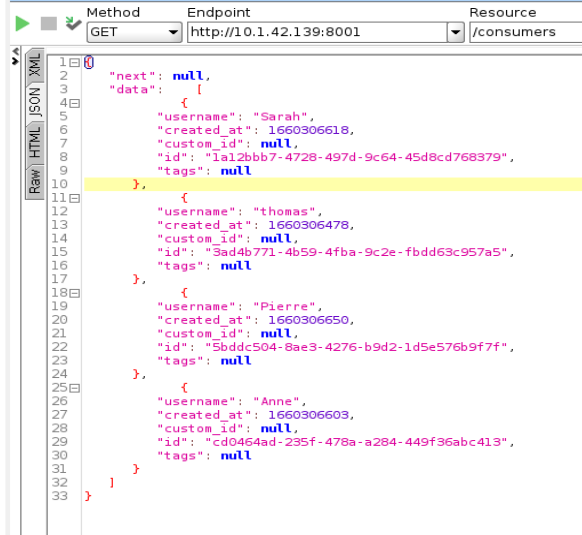 Method Endpoint Resource
GET http://10.1.42.139:8001 /consumers
XML
JSON
HTML
Raw
1 {
2 "next": null,
3 "data": [
4 {
5 "username": "Sarah",
6 "created_at": 1660306618,
7 "custom_id": null,
8 "id": "1a12bbb7-4728-497d-9c64-45d8cd768379",
9 "tags": null
10 },
11 {
12 "username": "thomas",
13 "created_at": 1660306478,
14 "custom_id": null,
15 "id": "3ad4b771-4b59-4fba-9c2e-fbdd63c957a5",
16 "tags": null
17 },
18 {
19 "username": "Pierre",
20 "created_at": 1660306650,
21 "custom_id": null,
22 "id": "5bddc504-8ae3-4276-b9d2-1d5e576b9f7f",
23 "tags": null
24 },
25 {
26 "username": "Anne",
27 "created_at": 1660306603,
28 "custom_id": null,
29 "id": "cd0464ad-235f-478a-a284-449f36abc413",
30 "tags": null
31 }
32 ]
33 }